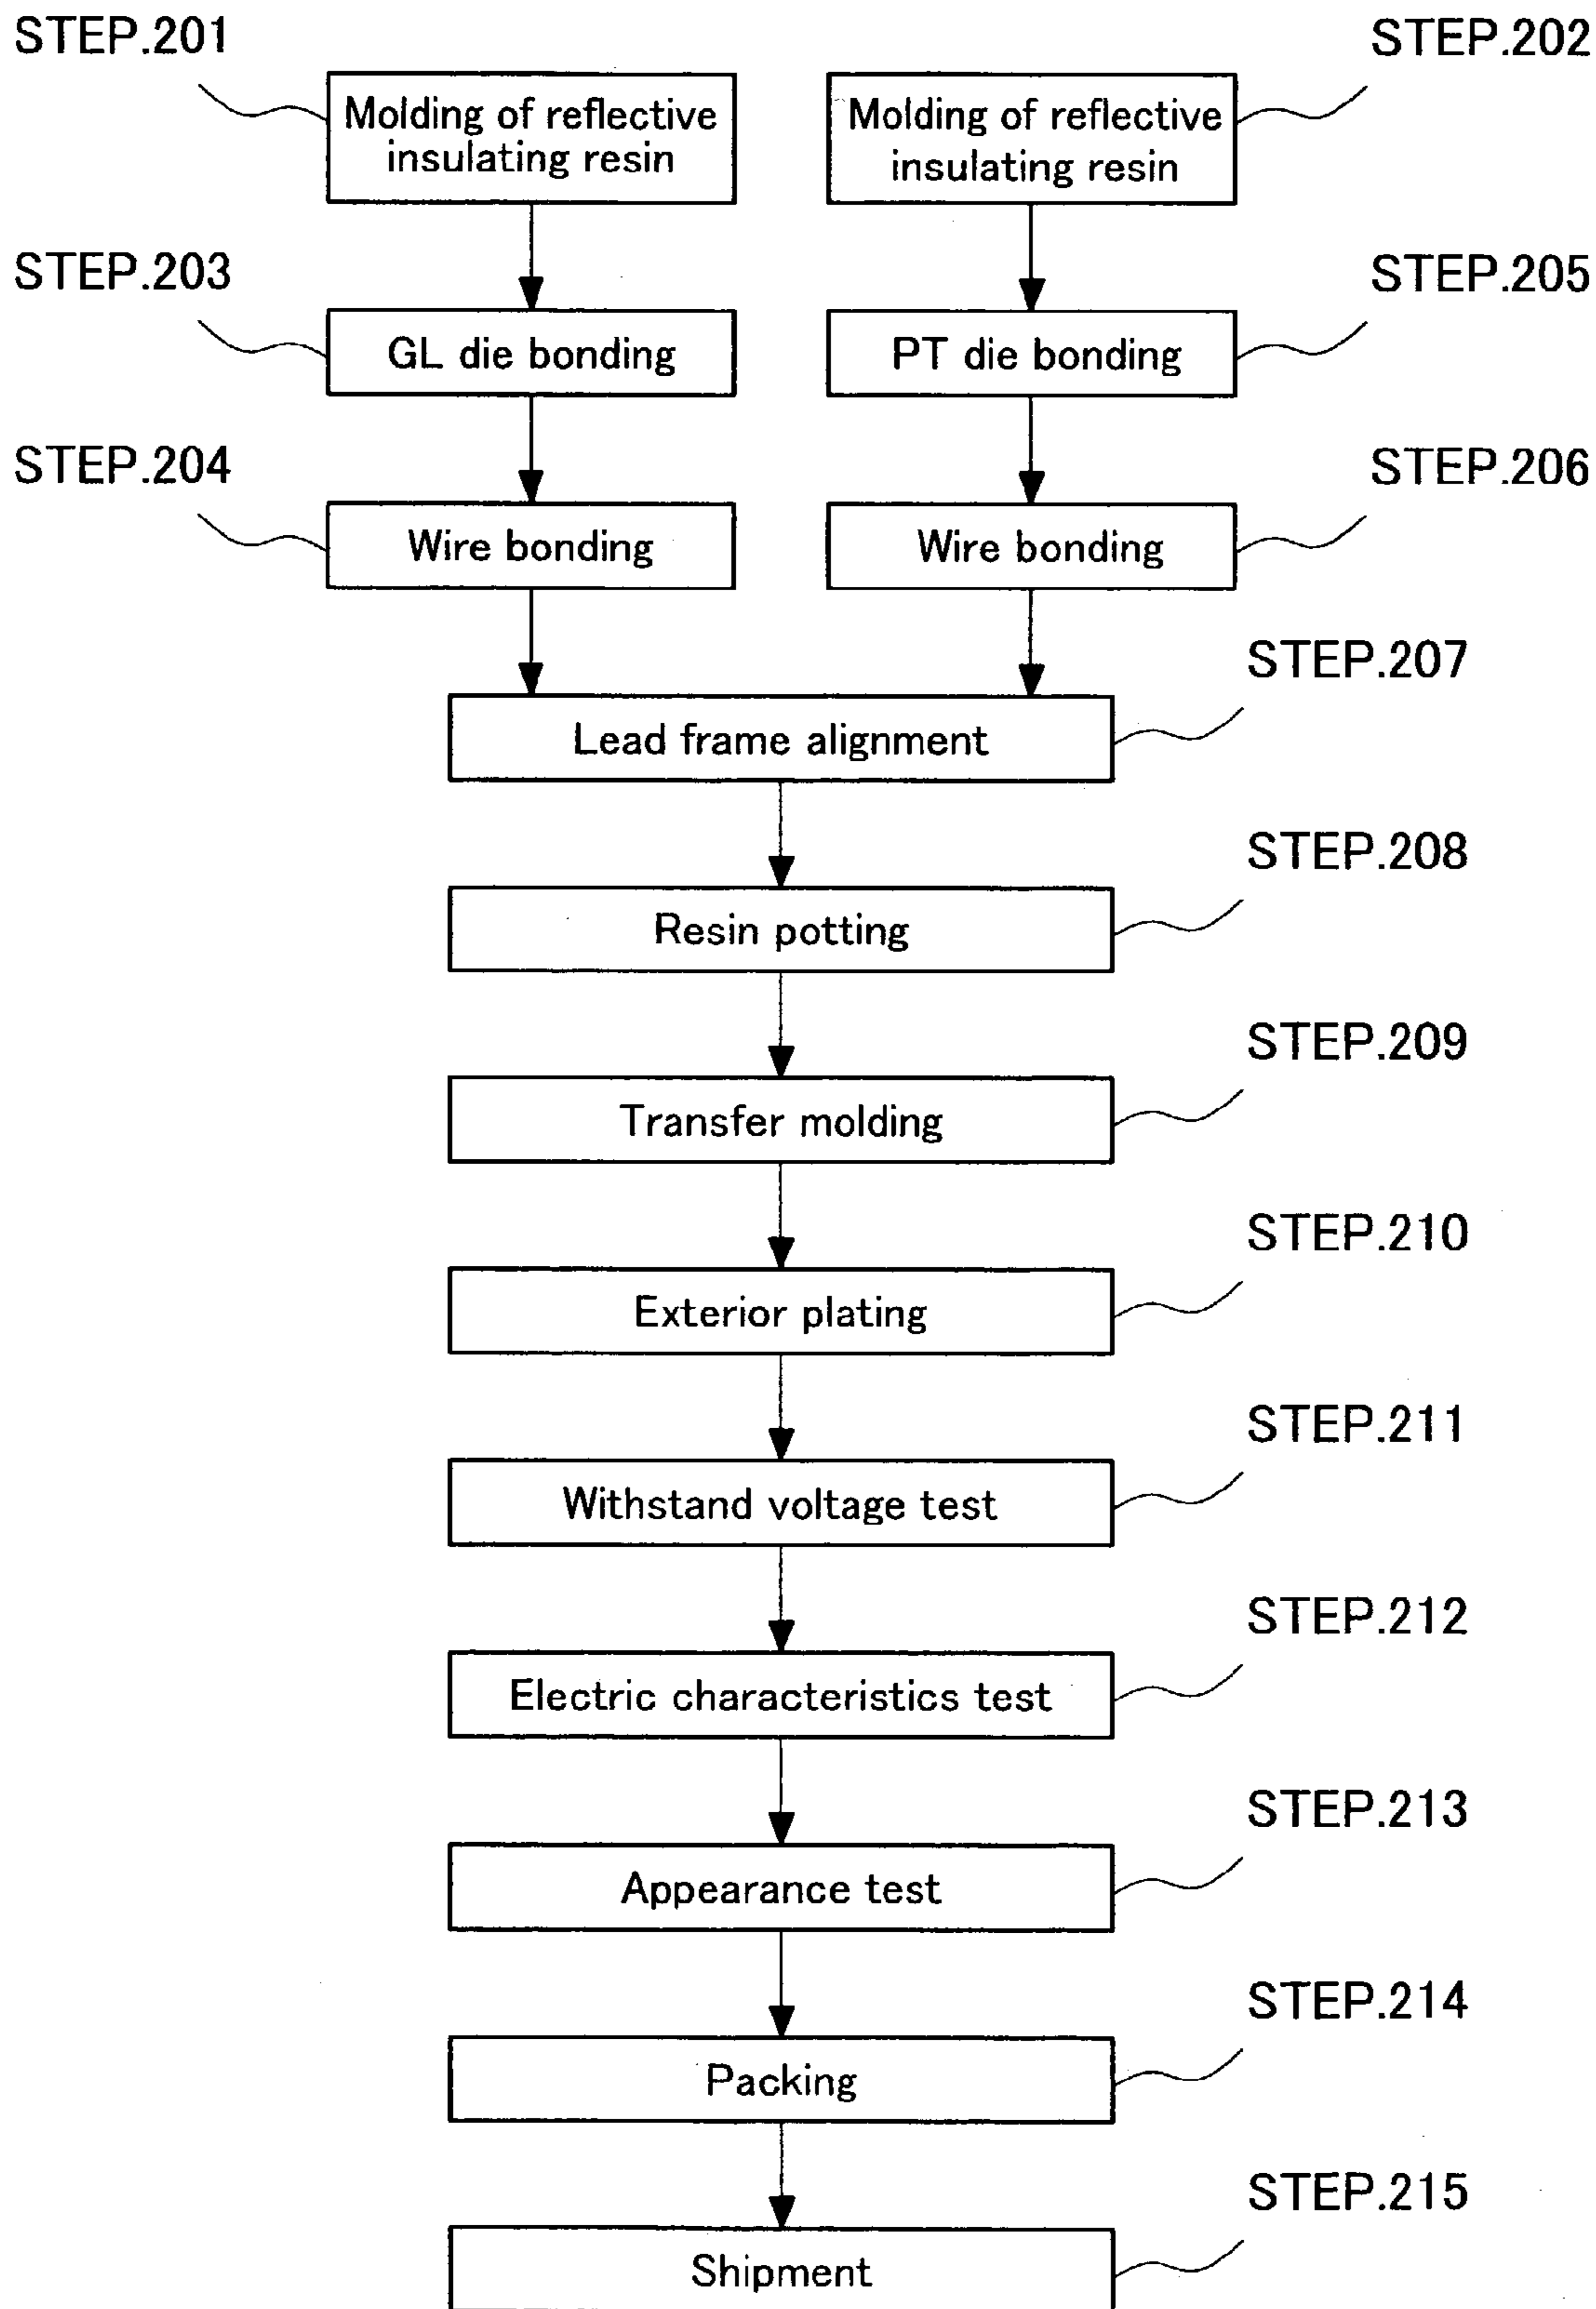 STEP.201
STEP.202
Molding of reflective
insulating resin
Molding of reflective
insulating resin
STEP.203
STEP.205
GL die bonding
PT die bonding
STEP.204
STEP.206
Wire bonding
Wire bonding
STEP.207
Lead frame alignment
STEP.208
Resin potting
STEP.209
Transfer molding
STEP.210
Exterior plating
STEP.211
Withstand voltage test
STEP.212
Electric characteristics test
STEP.213
Appearance test
STEP.214
Packing
STEP.215
Shipment